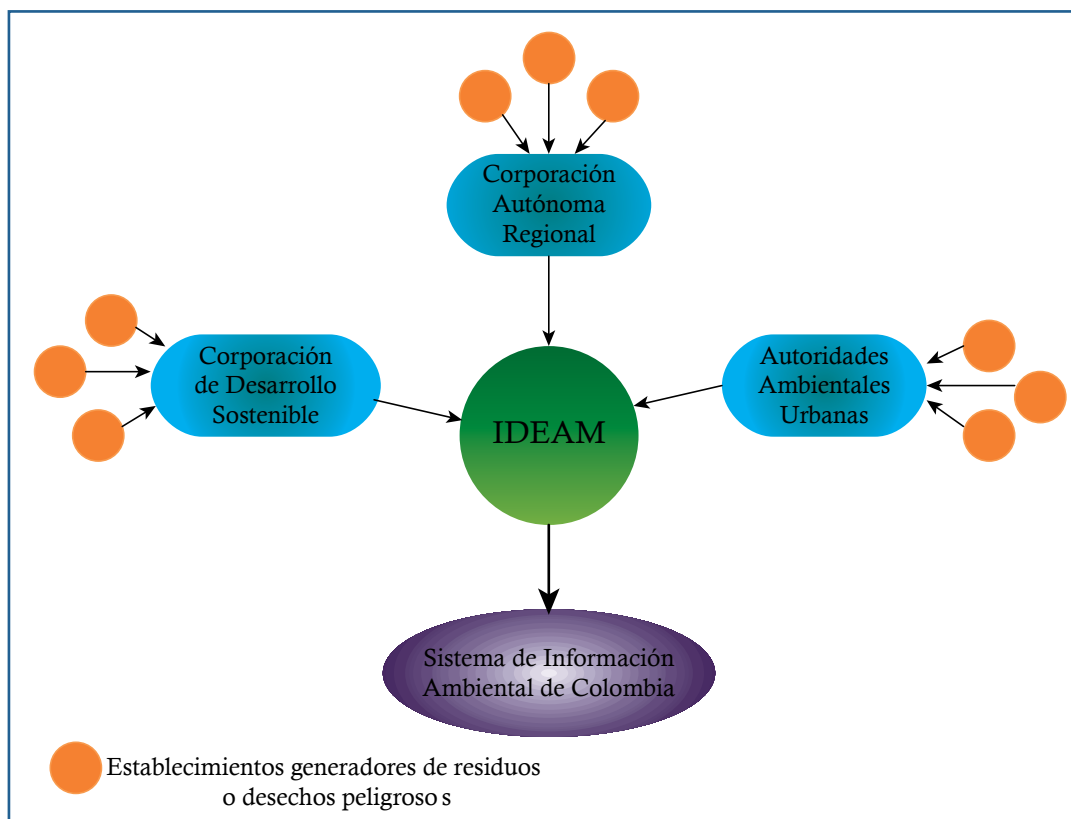 Corporación
Autónoma
Regional
Corporación
de Desarrollo
Sostenible
Autoridades
Ambientales
Urbanas
IDEAM
Sistema de Información
Ambiental de Colombia
Establecimientos generadores de residuos
o desechos peligrosos